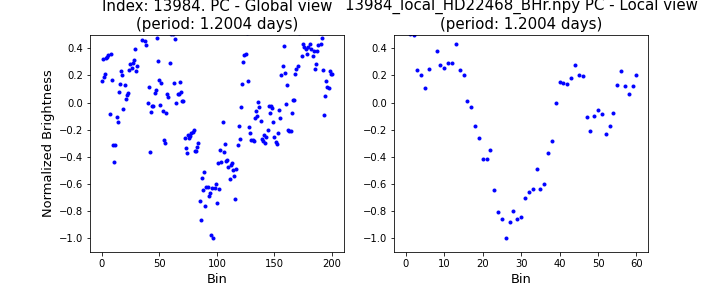 Index: 13984. PC - Global view
(period: 1.2004 days)
13984_local_HD22468_BHr.npy PC - Local view
(period: 1.2004 days)
Normalized Brightness
0.4
0.2
0.0
−0.2
−0.4
−0.6
−0.8
−1.0
0 50 100 150 200
Bin
0.4
0.2
0.0
−0.2
−0.4
−0.6
−0.8
−1.0
0 10 20 30 40 50 60
Bin